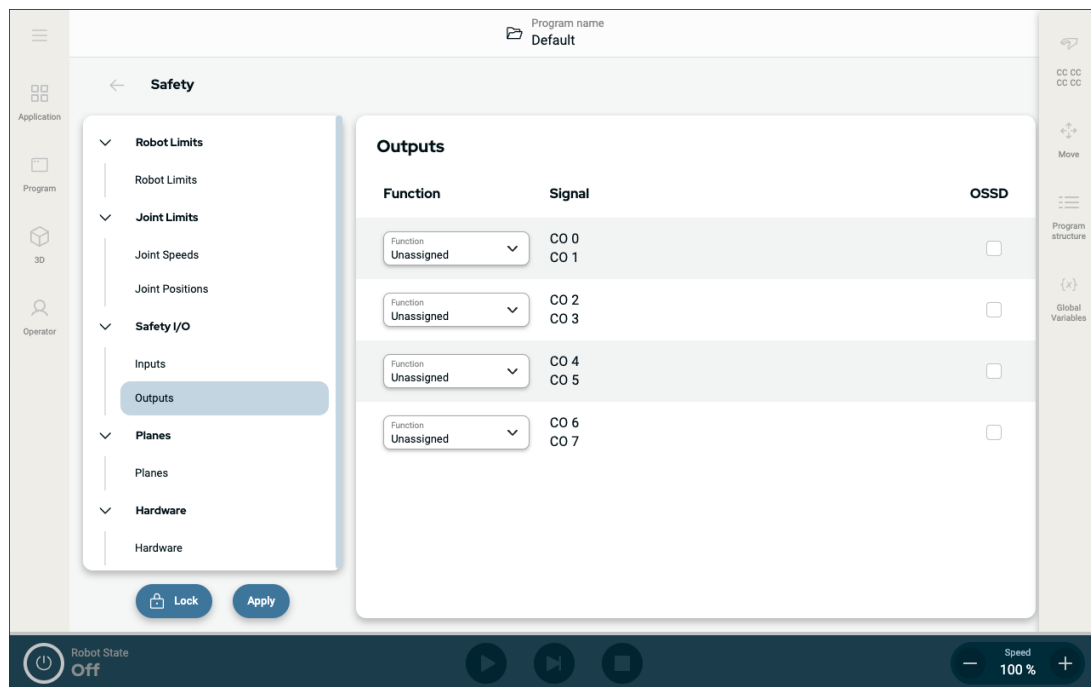 Program name
Default
Application
Program
3D
Operator
Safety
Robot Limits
Robot Limits
Joint Limits
Joint Speeds
Joint Positions
Safety I/O
Inputs
Outputs
Planes
Planes
Hardware
Hardware
Lock
Apply
Outputs
Function
Signal
OSSD
Function
Unassigned
CO 0
CO 1
Function
Unassigned
CO 2
CO 3
Function
Unassigned
CO 4
CO 5
Function
Unassigned
CO 6
CO 7
CC CC
CC CC
Move
Program
structure
{x}
Global
Variables
Robot State
Off
Speed
100 %